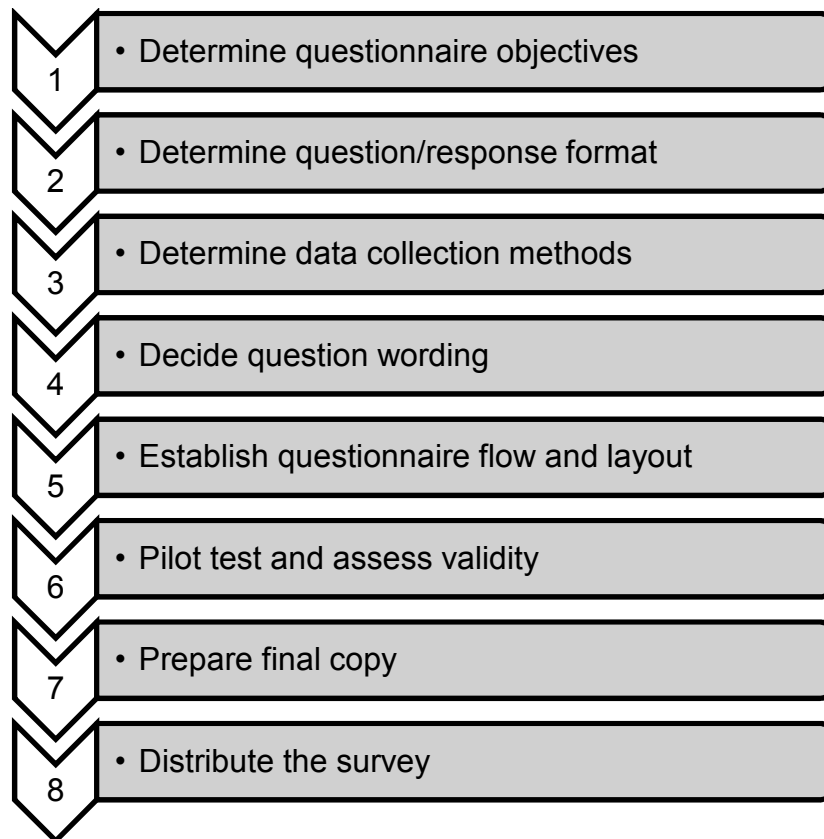 1 • Determine questionnaire objectives
2 • Determine question/response format
3 • Determine data collection methods
4 • Decide question wording
5 • Establish questionnaire flow and layout
6 • Pilot test and assess validity
7 • Prepare final copy
8 • Distribute the survey